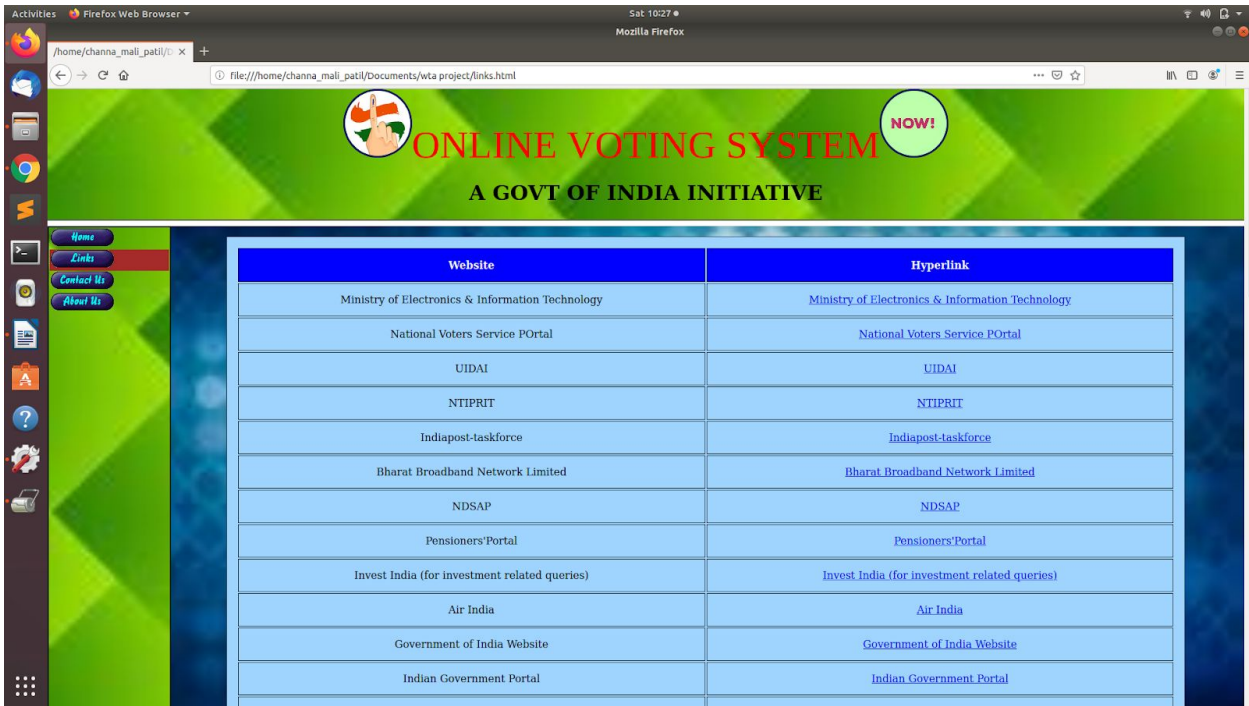 Activities Firefox Web Browser Sat 10:27
Mozilla Firefox
/home/channa_mali_patil/D
file:///home/channa_mali_patil/Documents/wta project/links.html
ONLINE VOTING SYSTEM NOW!
A GOVT OF INDIA INITIATIVE
Home
Links
Contact Us
About Us
Website Hyperlink
Ministry of Electronics & Information Technology Ministry of Electronics & Information Technology
National Voters Service POrtal National Voters Service POrtal
UIDAI UIDAI
NTIPRIT NTIPRIT
Indiapost-taskforce Indiapost-taskforce
Bharat Broadband Network Limited Bharat Broadband Network Limited
NDSAP NDSAP
Pensioners'Portal Pensioners'Portal
Invest India (for investment related queries) Invest India (for investment related queries)
Air India Air India
Government of India Website Government of India Website
Indian Government Portal Indian Government Portal